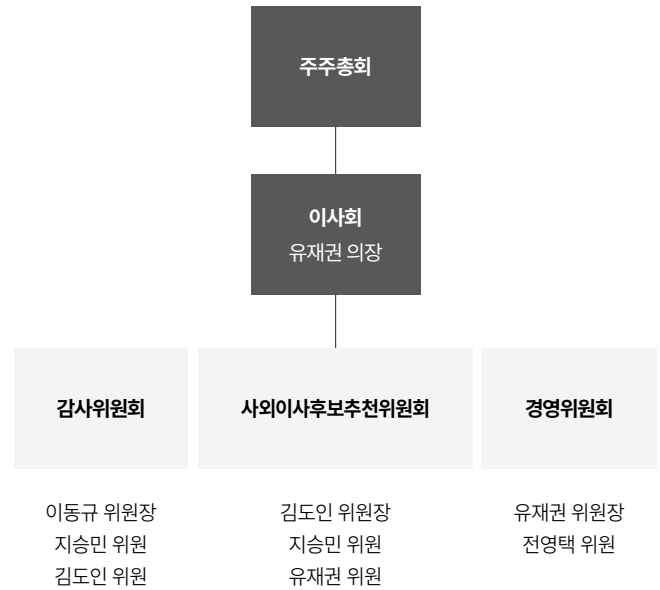 주주총회
이사회
유재권 의장
감사위원회
사외이사후보추천위원회
경영위원회
이동규 위원장
지승민 위원
김도인 위원
김도인 위원장
지승민 위원
유재권 위원
유재권 위원장
전영택 위원